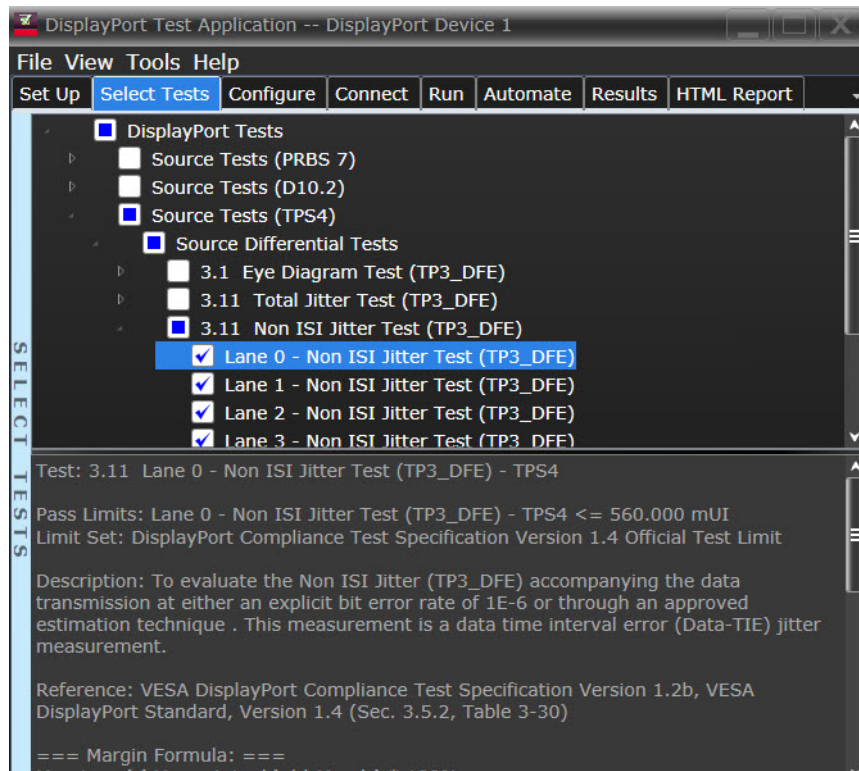 DisplayPort Test Application -- DisplayPort Device 1
File View Tools Help
Set Up Select Tests Configure Connect Run Automate Results HTML Report
DisplayPort Tests
Source Tests (PRBS 7)
Source Tests (D10.2)
Source Tests (TPS4)
Source Differential Tests
3.1 Eye Diagram Test (TP3_DFE)
3.11 Total Jitter Test (TP3_DFE)
3.11 Non ISI Jitter Test (TP3_DFE)
Lane 0 - Non ISI Jitter Test (TP3_DFE)
Lane 1 - Non ISI Jitter Test (TP3_DFE)
Lane 2 - Non ISI Jitter Test (TP3_DFE)
Lane 3 - Non ISI Jitter Test (TP3_DFE)
SELECT TESTS
Test: 3.11 Lane 0 - Non ISI Jitter Test (TP3_DFE) - TPS4
Pass Limits: Lane 0 - Non ISI Jitter Test (TP3_DFE) - TPS4 <= 560.000 mUI
Limit Set: DisplayPort Compliance Test Specification Version 1.4 Official Test Limit
Description: To evaluate the Non ISI Jitter (TP3_DFE) accompanying the data
transmission at either an explicit bit error rate of 1E-6 or through an approved
estimation technique . This measurement is a data time interval error (Data-TIE) jitter
measurement.
Reference: VESA DisplayPort Compliance Test Specification Version 1.2b, VESA
DisplayPort Standard, Version 1.4 (Sec. 3.5.2, Table 3-30)
=== Margin Formula: ===